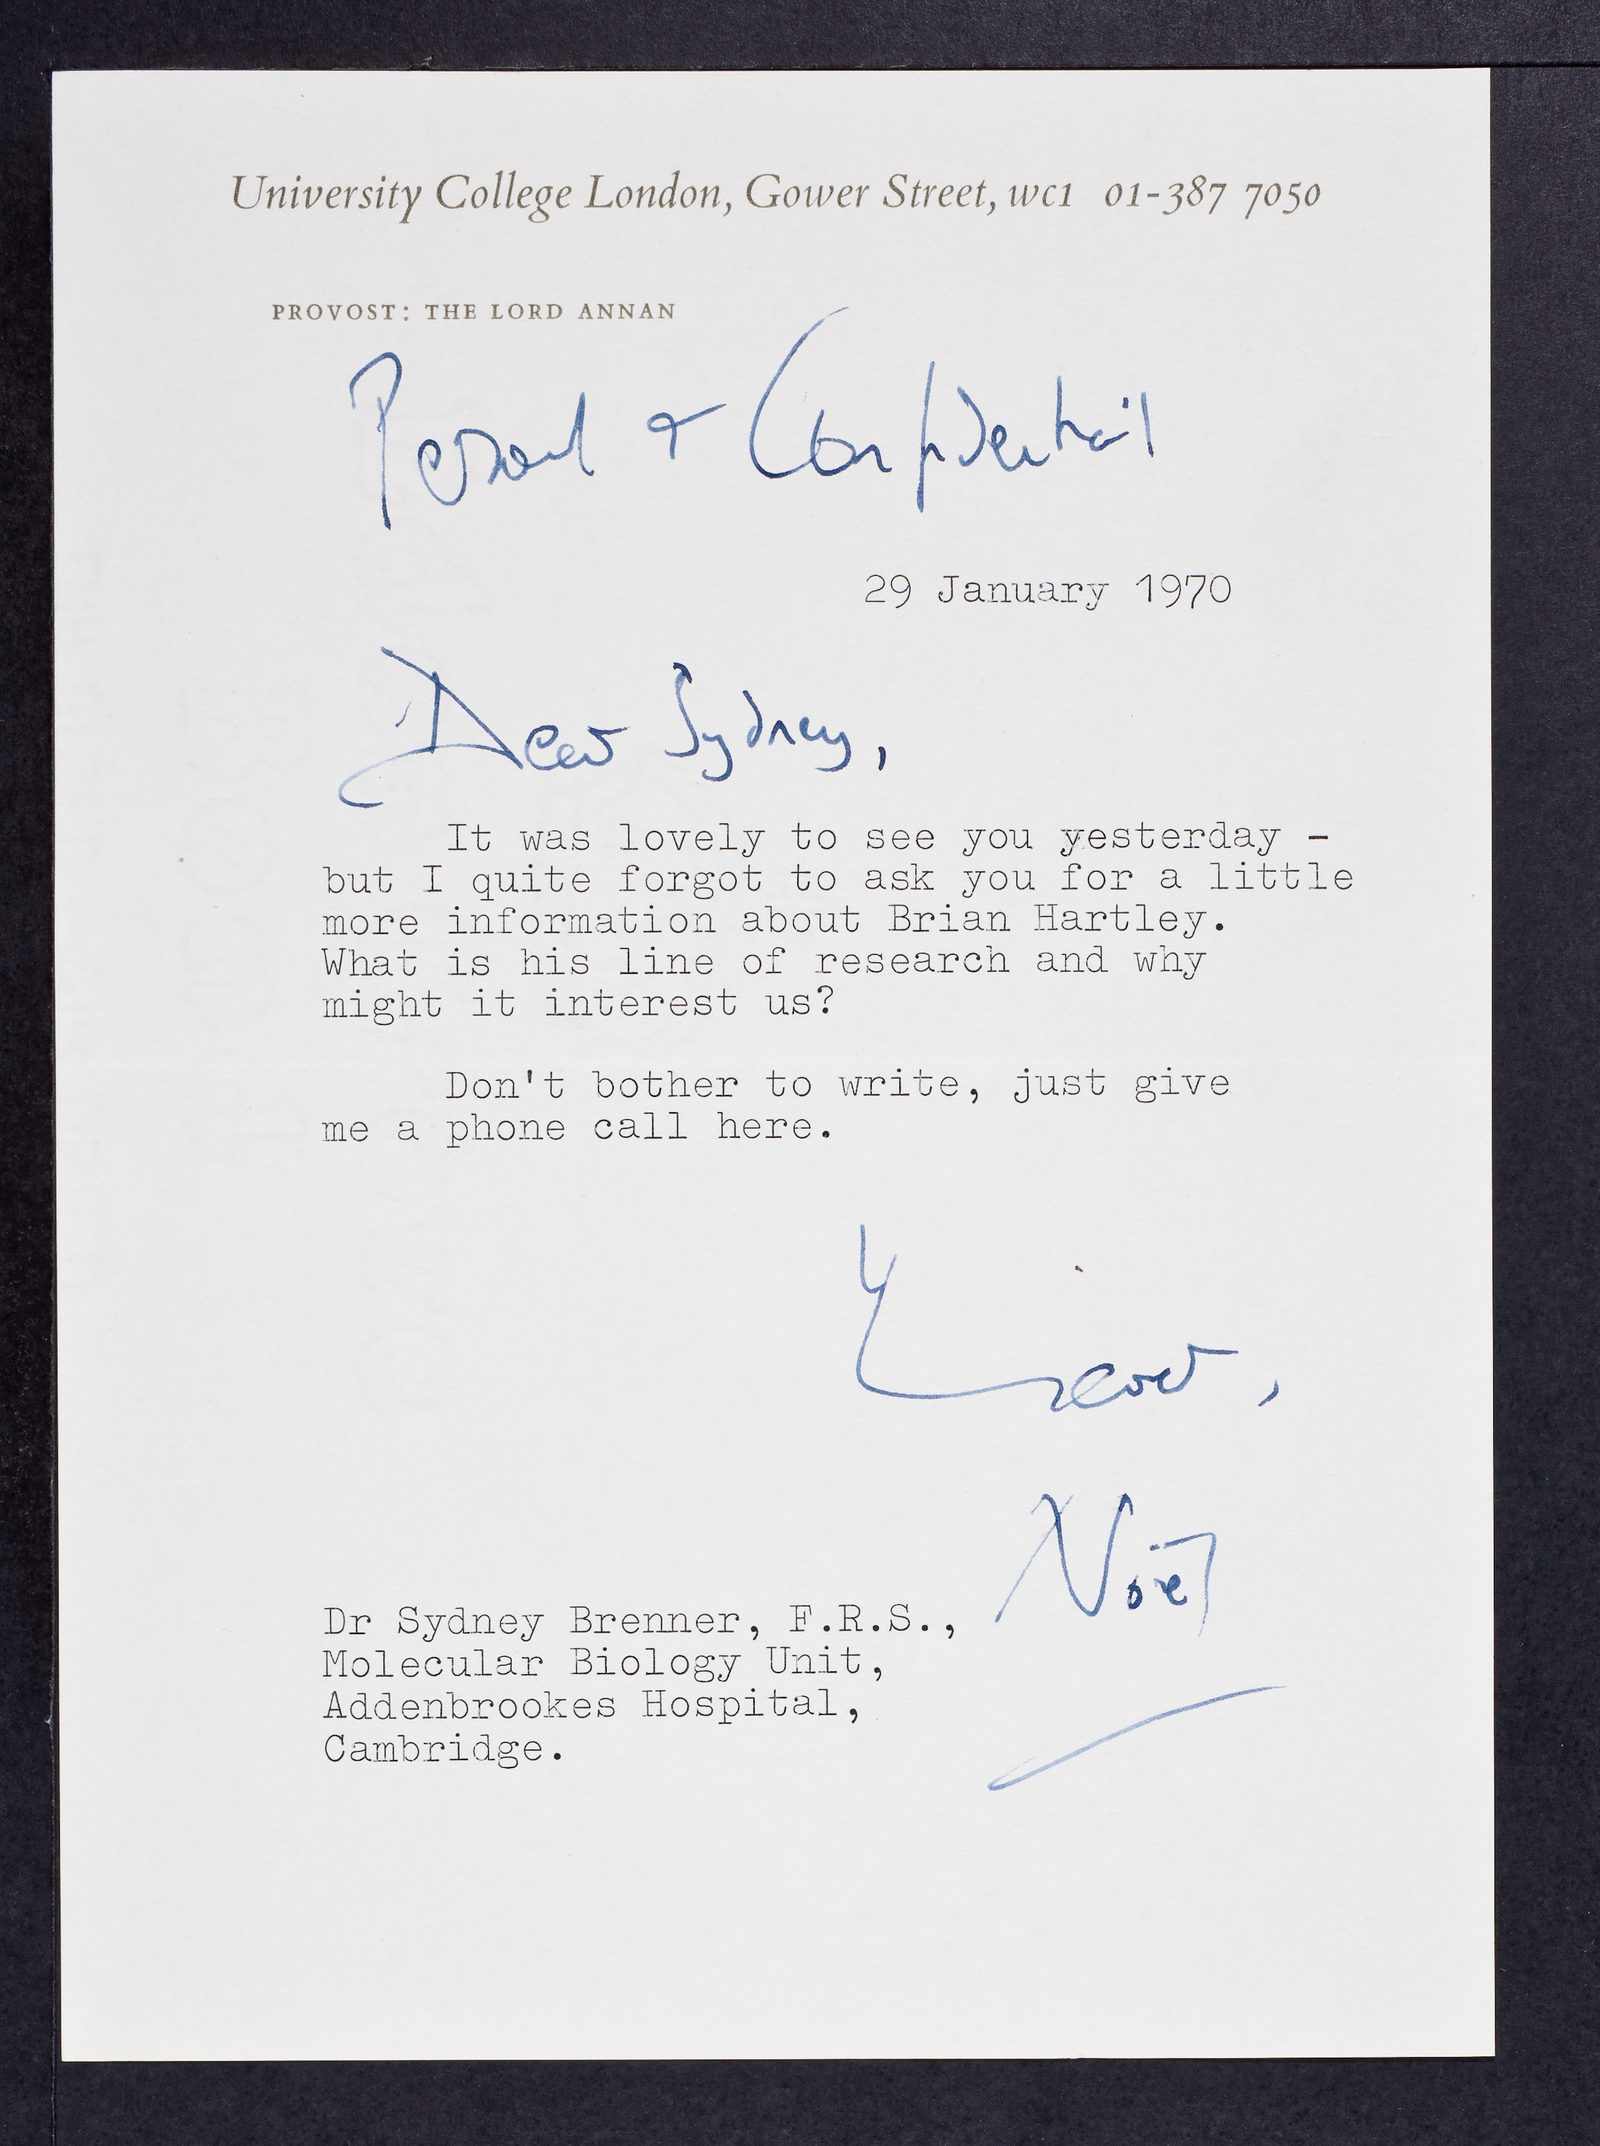 University College London, Gower Street, WC1 01-387 7050
PROVOST: THE LORD ANNAN
Personal & Confidential
29 January 1970
Dear Sydney,
It was lovely to see you yesterday -
but I quite forgot to ask you for a little
more information about Brian Hartley.
What is his line of research and why
might it interest us?
Don't bother to write, just give
me a phone call here.
Noël
Dr Sydney Brenner, F.R.S.,
Molecular Biology Unit,
Addenbrookes Hospital,
Cambridge.